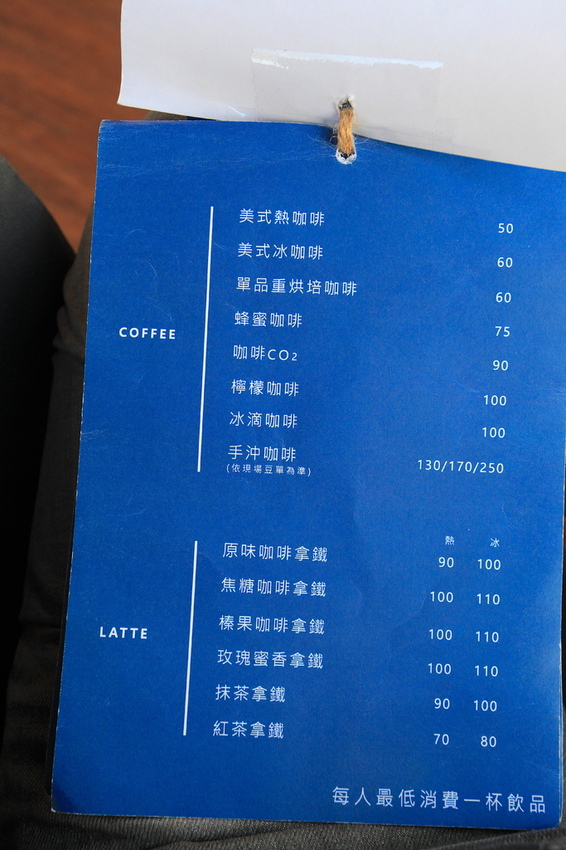 COFFEE
美式熱咖啡 50
美式冰咖啡 60
單品重烘培咖啡 60
蜂蜜咖啡 75
咖啡CO2 90
檸檬咖啡 100
冰滴咖啡 100
手沖咖啡 130/170/250
(依現場豆單為準)
熱 冰
LATTE
原味咖啡拿鐵 90 100
焦糖咖啡拿鐵 100 110
榛果咖啡拿鐵 100 110
玫瑰蜜香拿鐵 100 110
抹茶拿鐵 90 100
紅茶拿鐵 70 80
每人最低消費一杯飲品